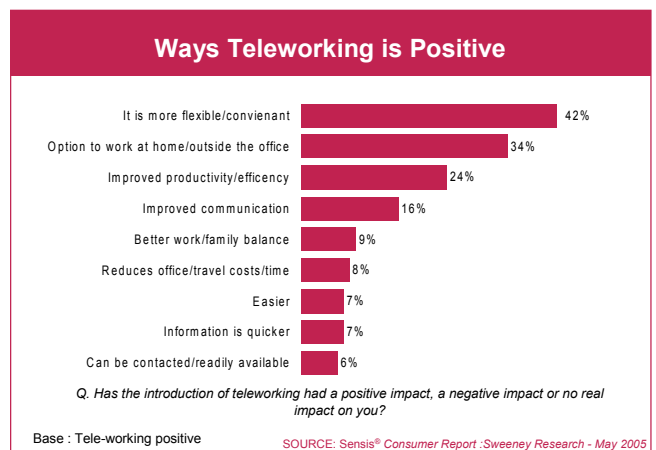 Ways Teleworking is Positive
It is more flexible/convienant 42%
Option to work at home/outside the office 34%
Improved productivity/efficency 24%
Improved communication 16%
Better work/family balance 9%
Reduces office/travel costs/time 8%
Easier 7%
Information is quicker 7%
Can be contacted/readily available 6%
Q. Has the introduction of teleworking had a positive impact, a negative impact or no real
impact on you?
Base : Tele-working positive
SOURCE: Sensis® Consumer Report :Sweeney Research - May 2005